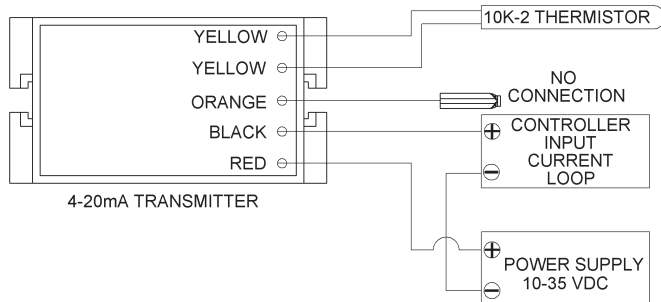 YELLOW
YELLOW
ORANGE
BLACK
RED
4-20mA TRANSMITTER
10K-2 THERMISTOR
NO
CONNECTION
CONTROLLER
INPUT
CURRENT
LOOP
POWER SUPPLY
10-35 VDC